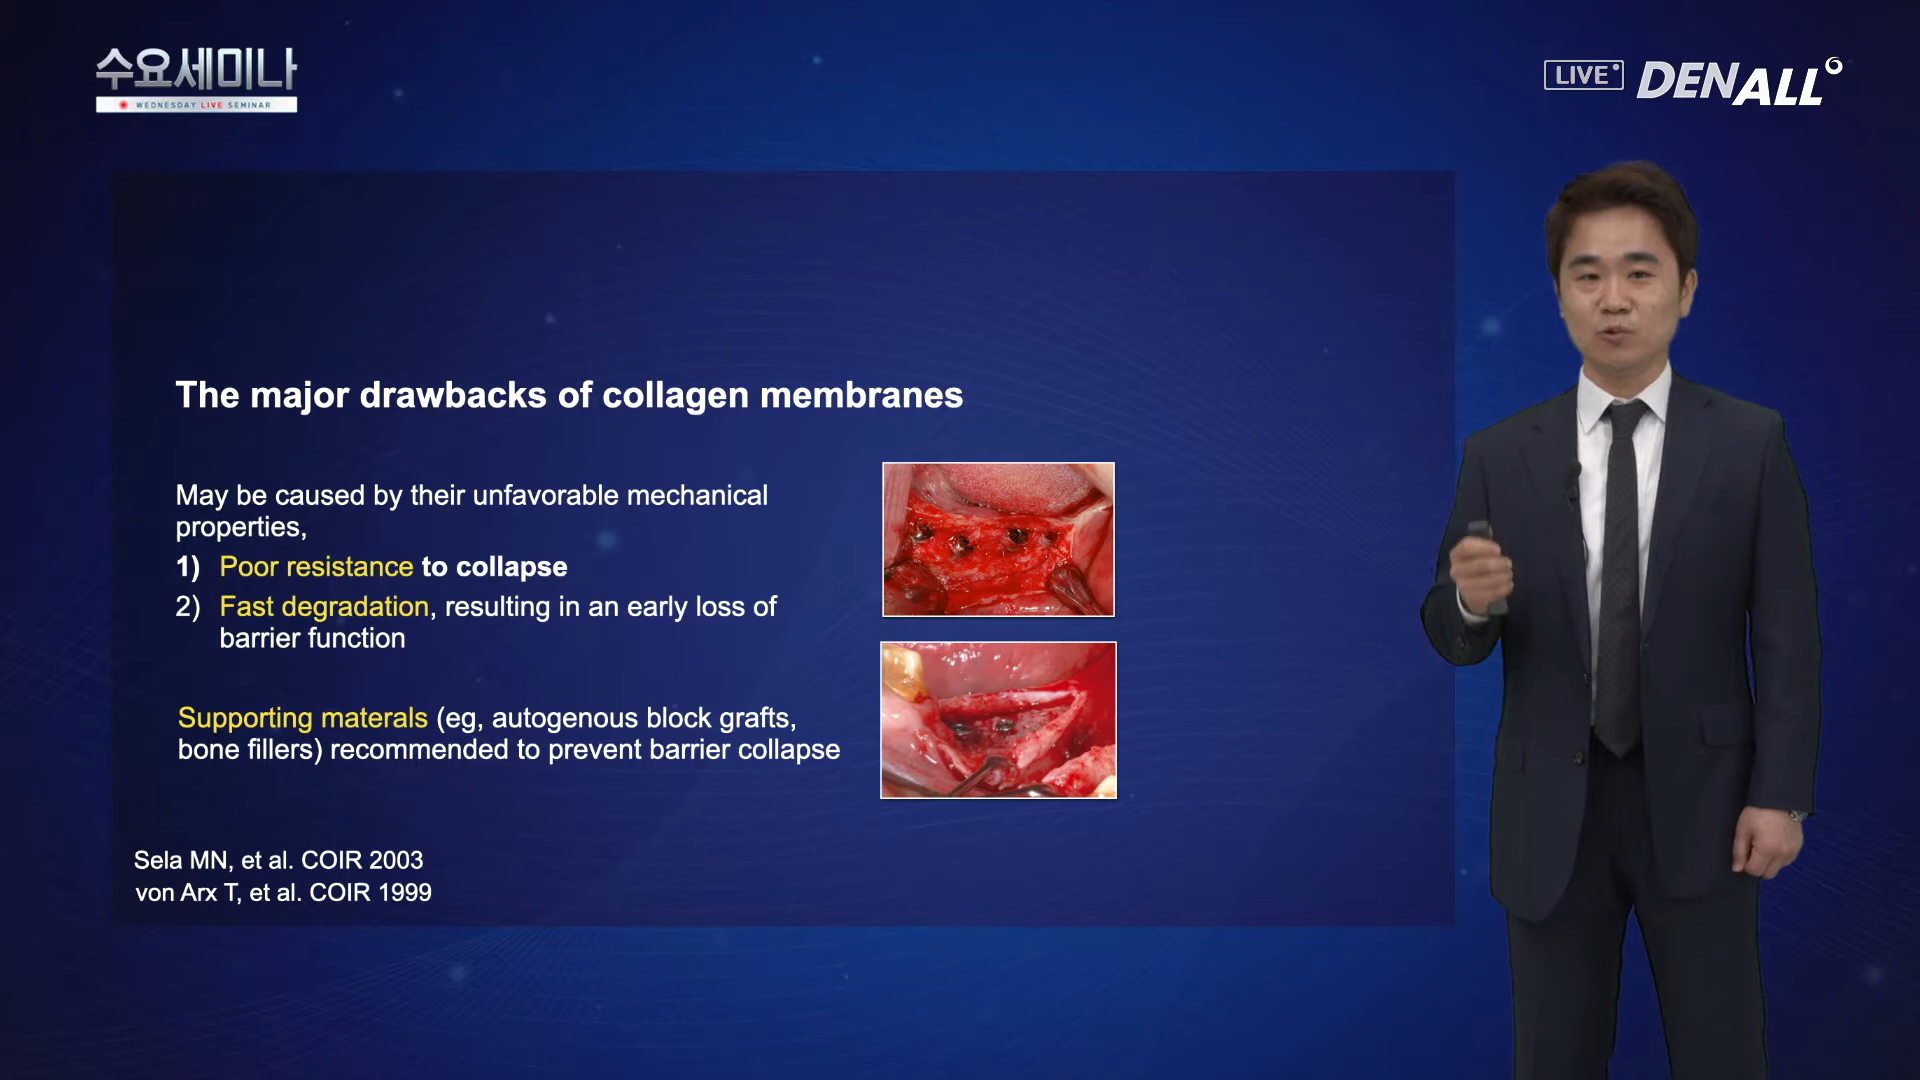 수요세미나
WEDNESDAY LIVE SEMINAR
LIVE
DENALL
The major drawbacks of collagen membranes
May be caused by their unfavorable mechanical
properties,
1) Poor resistance to collapse
2) Fast degradation, resulting in an early loss of
barrier function
Supporting materals (eg, autogenous block grafts,
bone fillers) recommended to prevent barrier collapse
Sela MN, et al. COIR 2003
von Arx T, et al. COIR 1999